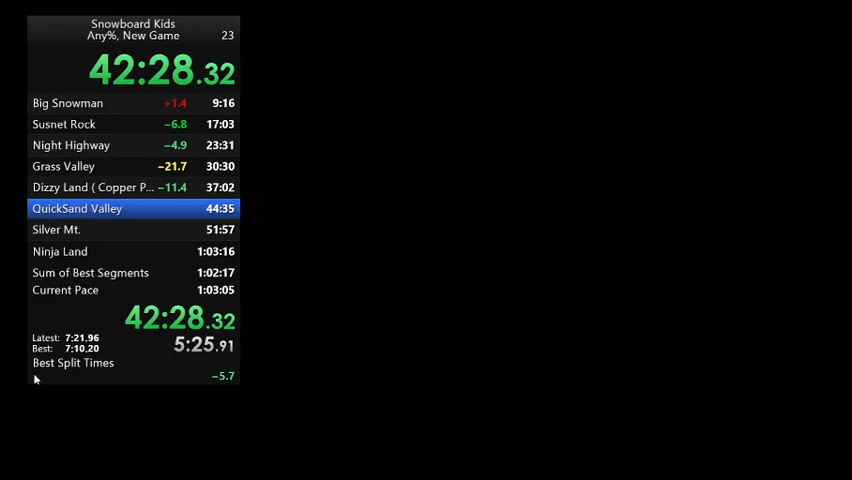 Snowboard Kids
Any%, New Game 23
42:28.32
Big Snowman +1.4 9:16
Susnet Rock −6.8 17:03
Night Highway −4.9 23:31
Grass Valley −21.7 30:30
Dizzy Land ( Copper P... −11.4 37:02
QuickSand Valley 44:35
Silver Mt. 51:57
Ninja Land 1:03:16
Sum of Best Segments 1:02:17
Current Pace 1:03:05
42:28.32
Latest: 7:21.96
Best: 7:10.20 5:25.91
Best Split Times
−5.7